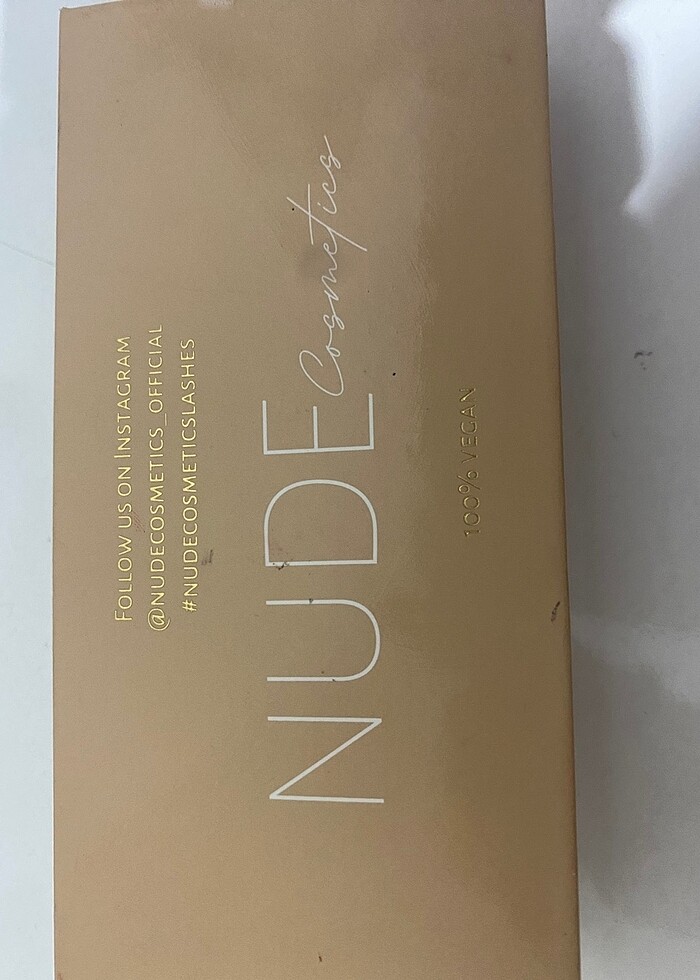 FOLLOW US ON INSTAGRAM
@NUDECOSMETICS_OFFICIAL
#NUDECOSMETICSLASHES
NUDE Cosmetics
100% VEGAN